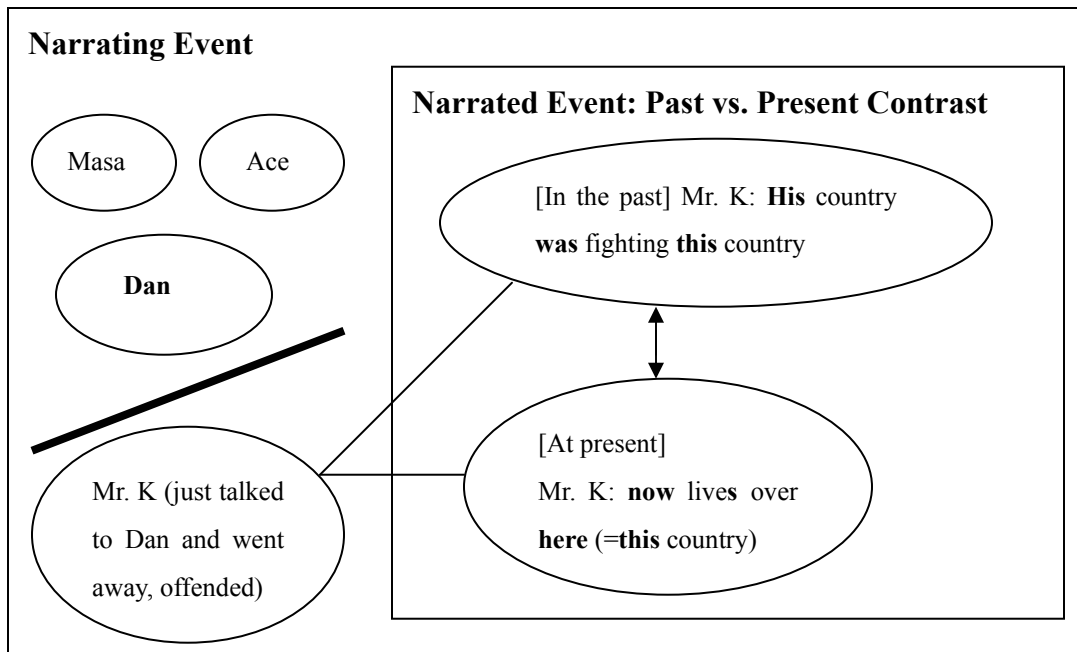 Narrating Event
Narrated Event: Past vs. Present Contrast
Masa
Ace
[In the past] Mr. K: His country
was fighting this country
Dan
[At present]
Mr. K: now lives over
here (=this country)
Mr. K (just talked
to Dan and went
away, offended)